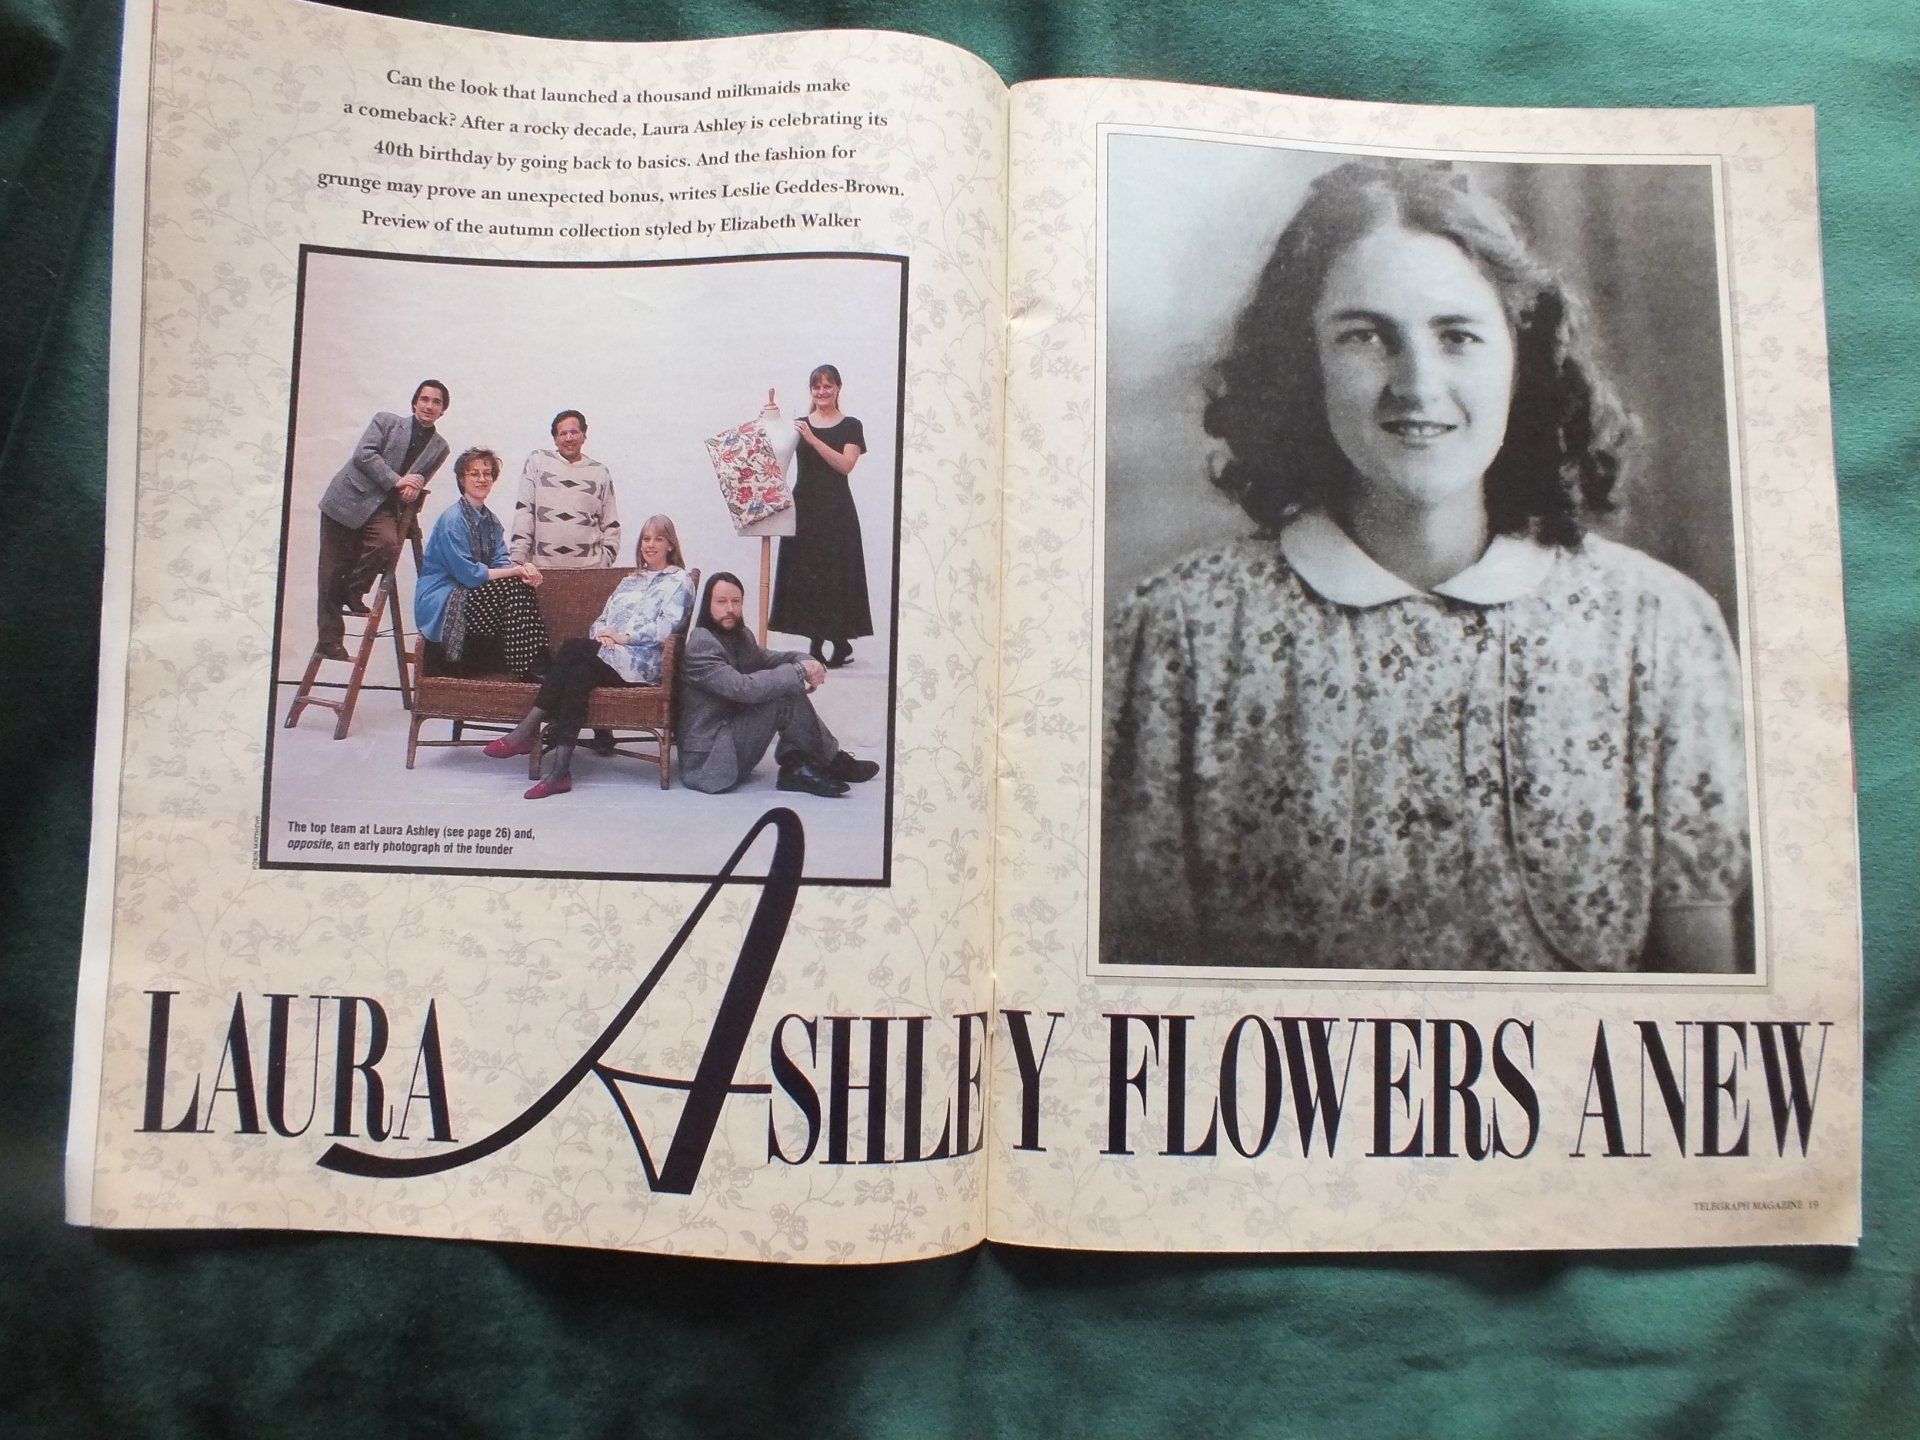 Can the look that launched a thousand milkmaids make
a comeback? After a rocky decade, Laura Ashley is celebrating its
40th birthday by going back to basics. And the fashion for
grunge may prove an unexpected bonus, writes Leslie Geddes-Brown.
Preview of the autumn collection styled by Elizabeth Walker
ROBIN MATTHEWS
The top team at Laura Ashley (see page 26) and,
opposite, an early photograph of the founder
LAURA ASHLEY FLOWERS ANEW
TELEGRAPH MAGAZINE 19